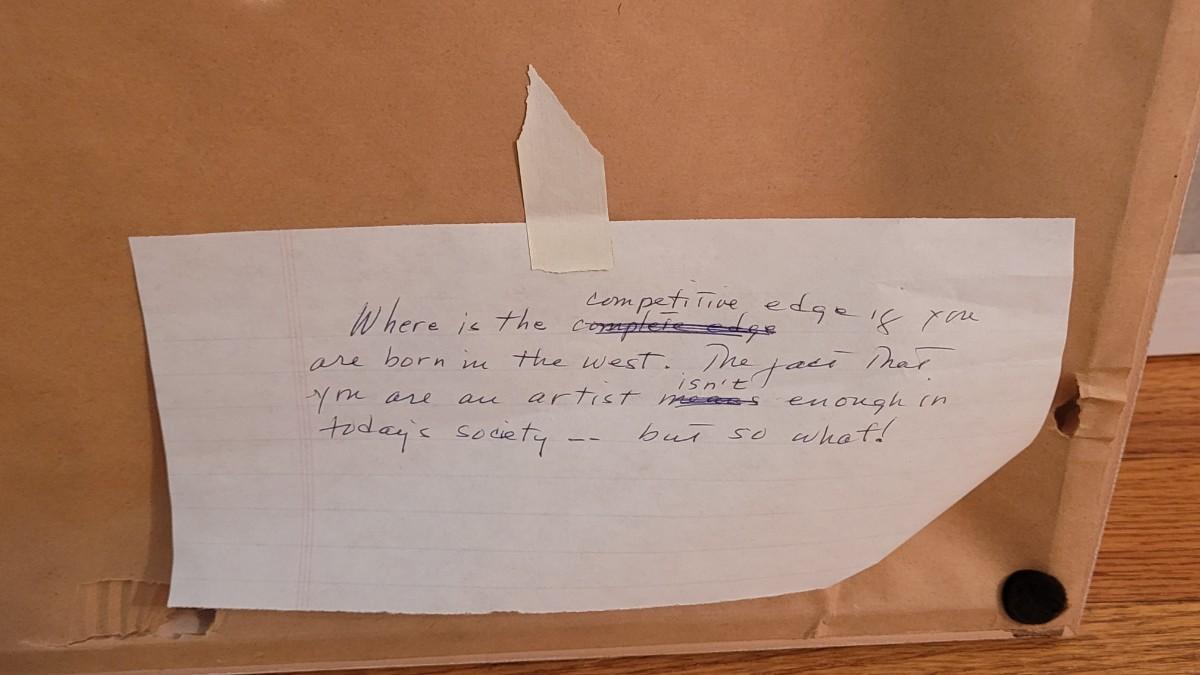 Where is the competitive edge if you
are born in the west. The fact that
you are an artist isn't enough in
today's society -- but so what!